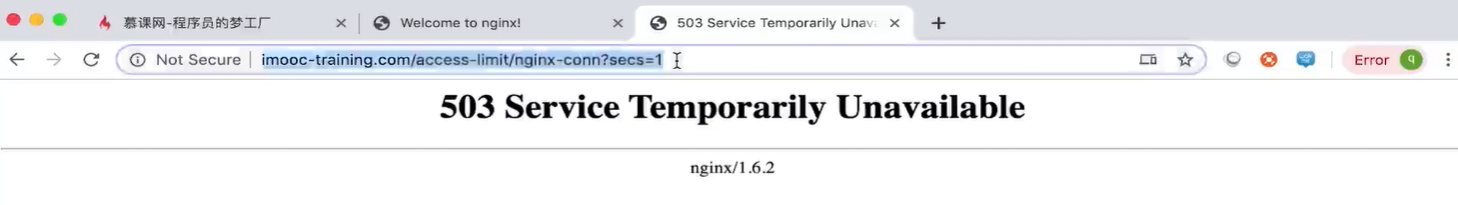 慕课网-程序员的梦工厂 Welcome to nginx! 503 Service Temporarily Unava
Not Secure imooc-training.com/access-limit/nginx-conn?secs=1 Error q
503 Service Temporarily Unavailable
nginx/1.6.2